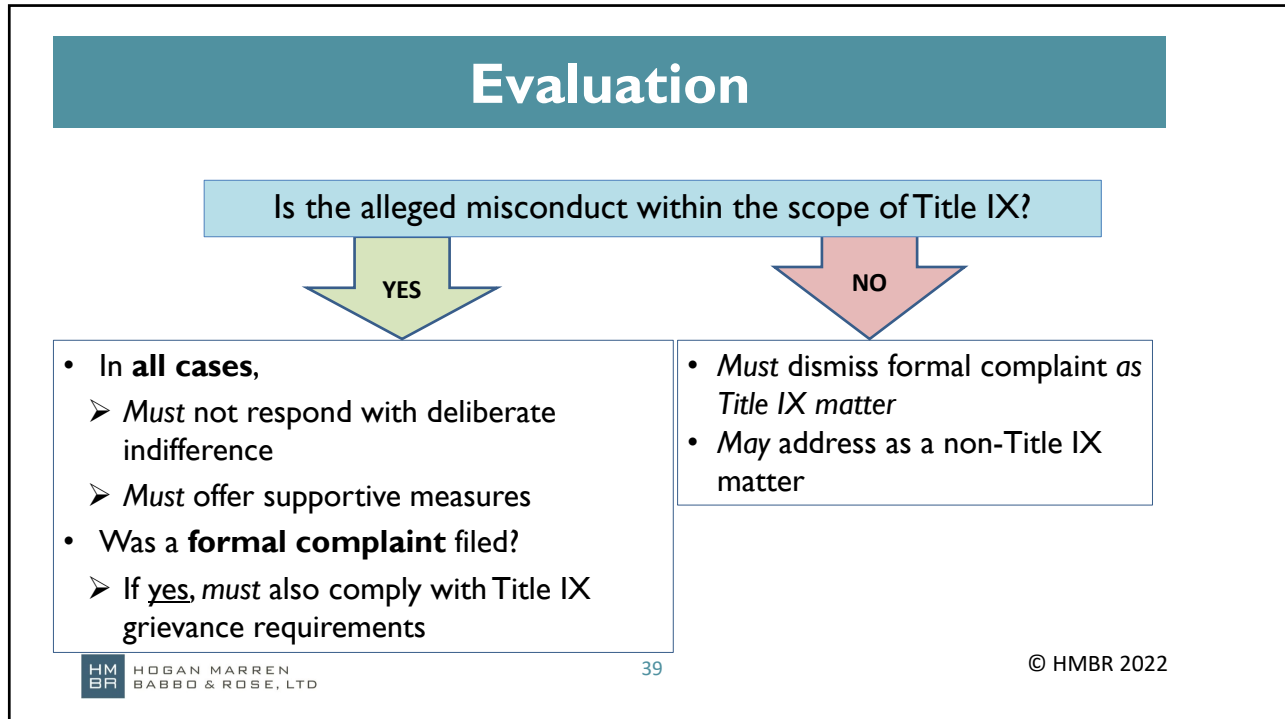 Evaluation
Is the alleged misconduct within the scope of Title IX?
YES
NO
• In all cases,
➢ Must not respond with deliberate
indifference
➢ Must offer supportive measures
• Was a formal complaint filed?
➢ If yes, must also comply with Title IX
grievance requirements
• Must dismiss formal complaint as
Title IX matter
• May address as a non-Title IX
matter
HM
BR
HOGAN MARREN
BABBO & ROSE, LTD
39
© HMBR 2022